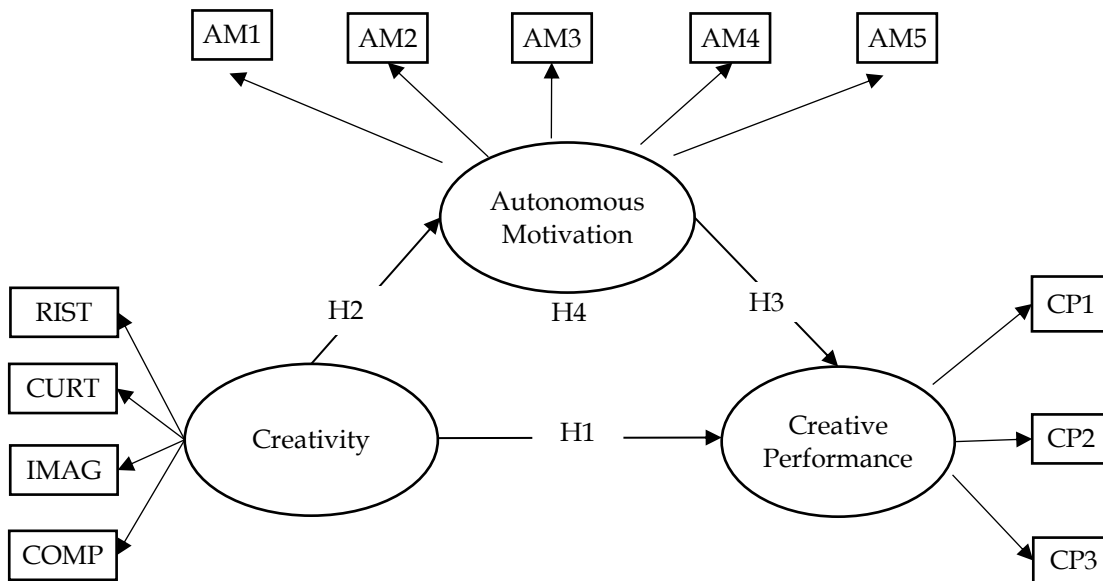 AM1
AM2
AM3
AM4
AM5
Autonomous
Motivation
H2
H4
H3
RIST
CURT
IMAG
COMP
Creativity
H1
Creative
Performance
CP1
CP2
CP3